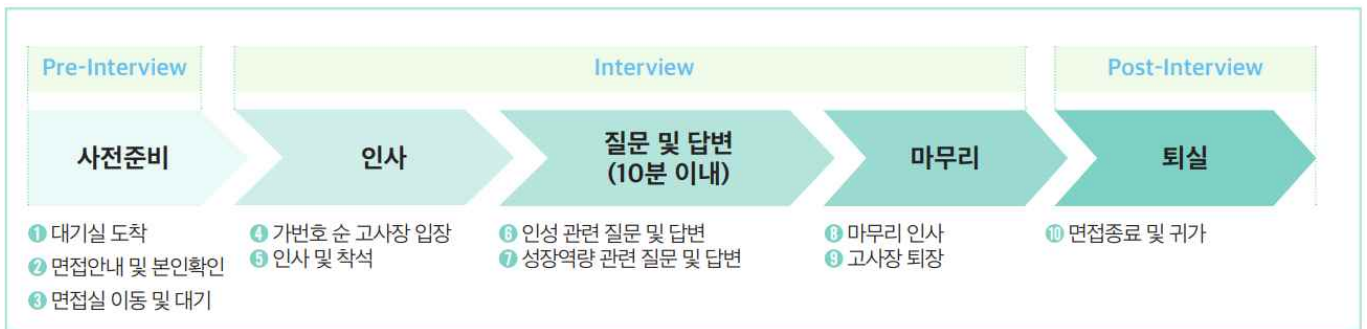 Pre-Interview
Interview
Post-Interview
사전준비
인사
질문 및 답변
(10분 이내)
마무리
퇴실
❶ 대기실 도착
❷ 면접안내 및 본인확인
❸ 면접실 이동 및 대기
❹ 가번호 순 고사장 입장
❺ 인사 및 착석
❻ 인성 관련 질문 및 답변
❼ 성장역량 관련 질문 및 답변
❽ 마무리 인사
❾ 고사장 퇴장
❿ 면접종료 및 귀가